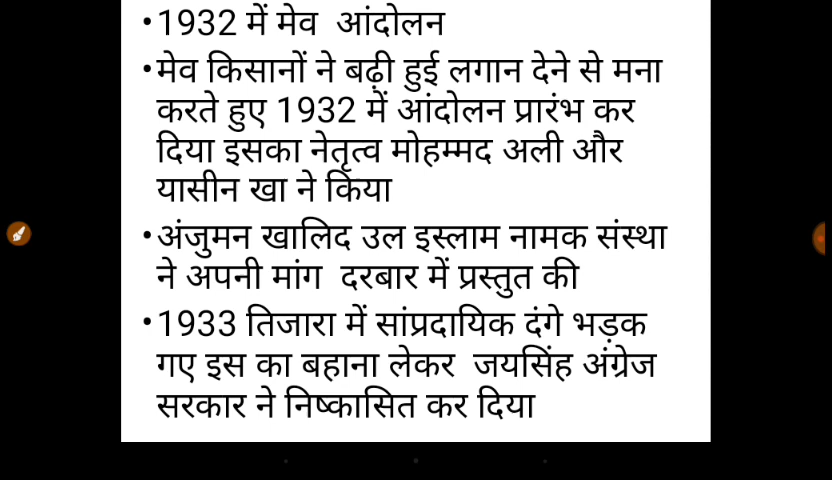 •1932 में मेव आंदोलन
•मेव किसानों ने बढ़ी हुई लगान देने से मना
करते हुए 1932 में आंदोलन प्रारंभ कर
दिया इसका नेतृत्व मोहम्मद अली और
यासीन खा ने किया
•अंजुमन खालिद उल इस्लाम नामक संस्था
ने अपनी मांग दरबार में प्रस्तुत की
•1933 तिजारा में सांप्रदायिक दंगे भड़क
गए इस का बहाना लेकर जयसिंह अंग्रेज
सरकार ने निष्कासित कर दिया